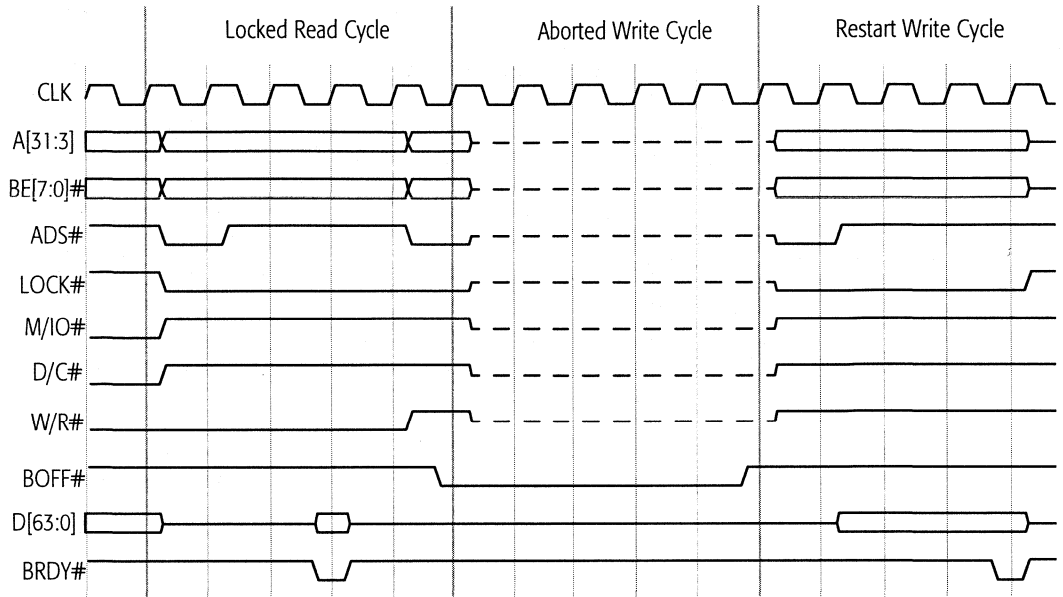 Locked Read Cycle Aborted Write Cycle Restart Write Cycle
CLK
A[31:3]
BE[7:0]#
ADS#
LOCK#
M/IO#
D/C#
W/R#
BOFF#
D[63:0]
BRDY#